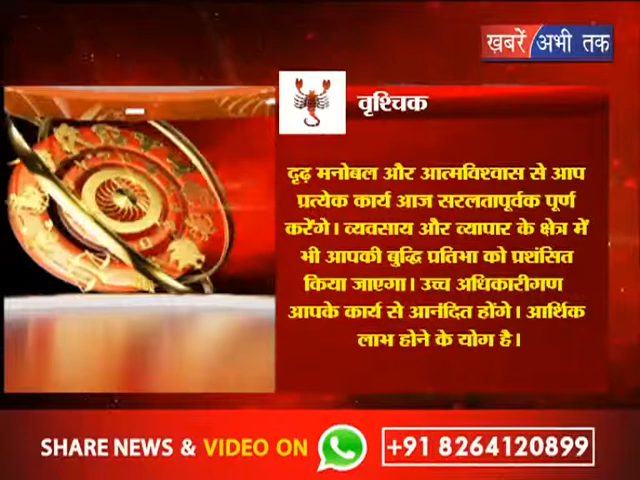 ख़बरें अभी तक
वृश्चिक
दृढ़ मनोबल और आत्मविश्वास से आप
प्रत्येक कार्य आज सरलतापूर्वक पूर्ण
करेंगे। व्यवसाय और व्यापार के क्षेत्र में
भी आपकी बुद्धि प्रतिभा को प्रशंसित
किया जाएगा। उच्च अधिकारीगण
आपके कार्य से आनंदित होंगे। आर्थिक
लाभ होने के योग है।
SHARE NEWS & VIDEO ON +91 8264120899